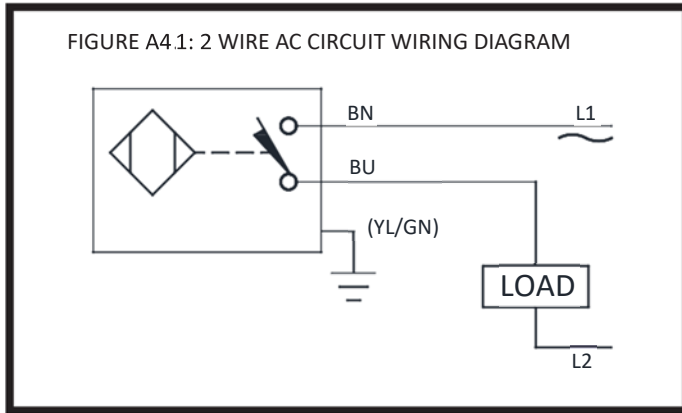 FIGURE A4.1: 2 WIRE AC CIRCUIT WIRING DIAGRAM
BN
L1
BU
(YL/GN)
LOAD
L2